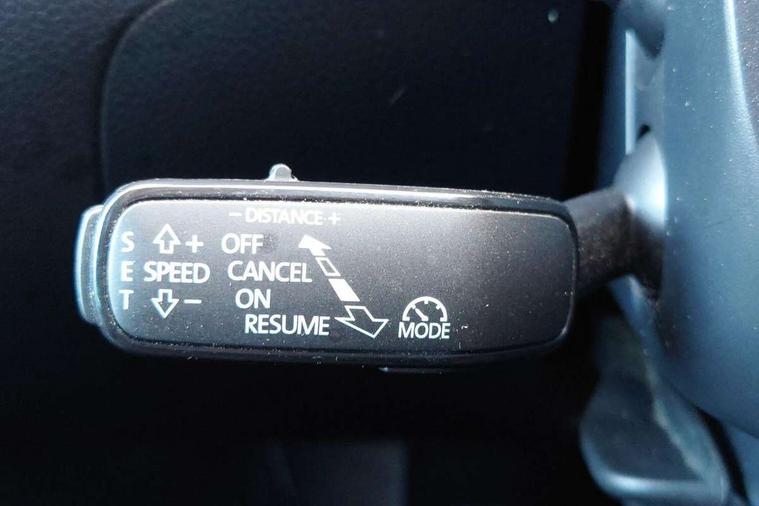 - DISTANCE +
S + OFF
E SPEED CANCEL
T - ON
RESUME
MODE